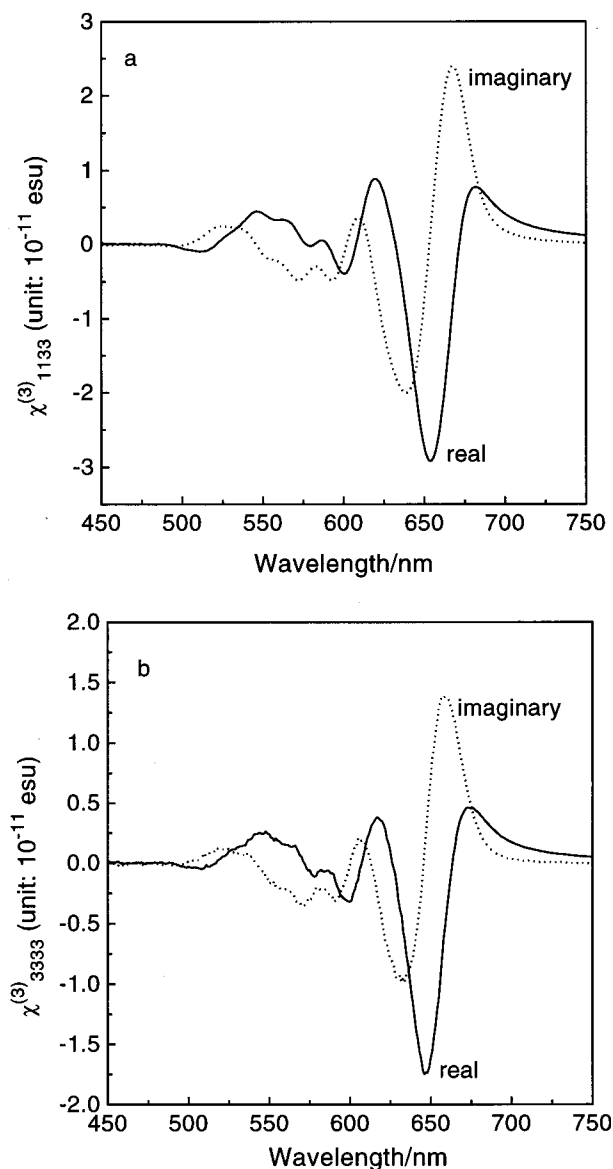 a
imaginary
real
3
2
1
0
-1
-2
-3
χ(3)1133 (unit: 10-11 esu)
450 500 550 600 650 700 750
Wavelength/nm
b
imaginary
real
2.0
1.5
1.0
0.5
0.0
-0.5
-1.0
-1.5
-2.0
χ(3)3333 (unit: 10-11 esu)
450 500 550 600 650 700 750
Wavelength/nm